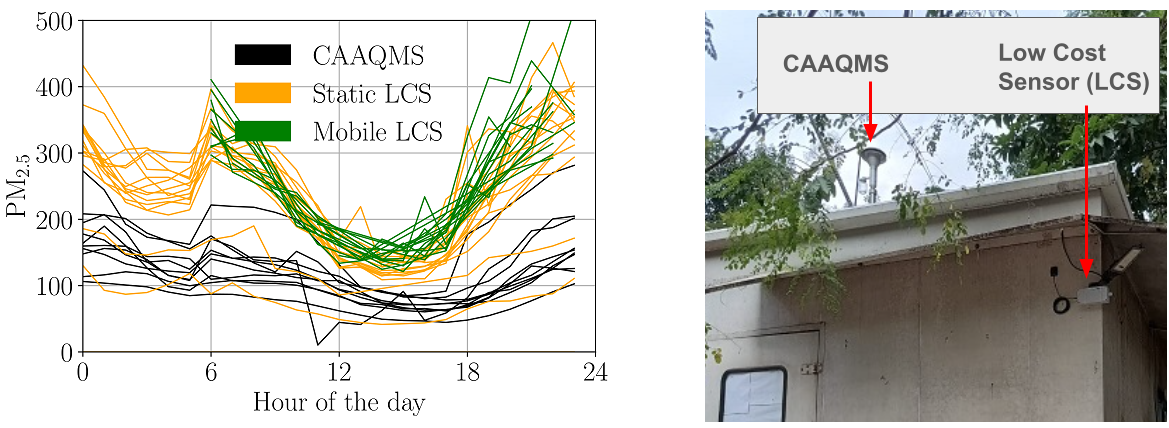 500
400
300
200
100
0
PM2.5
0 6 12 18 24
Hour of the day
CAAQMS
Static LCS
Mobile LCS
CAAQMS
Low Cost
Sensor (LCS)